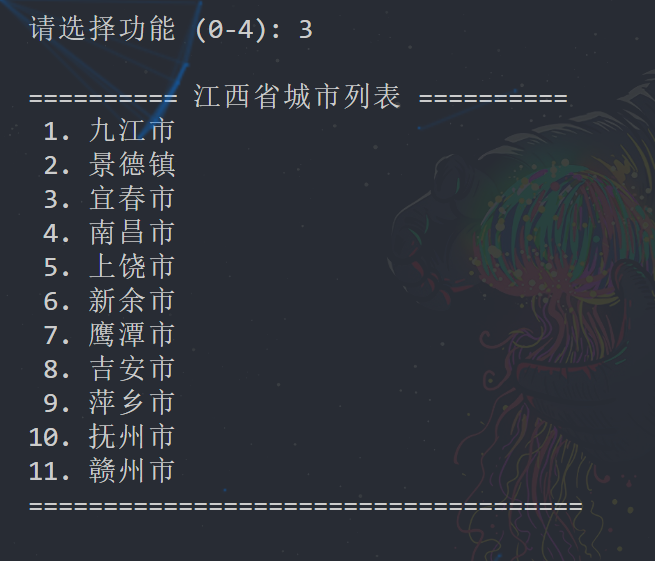 请选择功能 (0-4): 3
========== 江西省城市列表 ==========
1. 九江市
2. 景德镇
3. 宜春市
4. 南昌市
5. 上饶市
6. 新余市
7. 鹰潭市
8. 吉安市
9. 萍乡市
10. 抚州市
11. 赣州市
=====================================